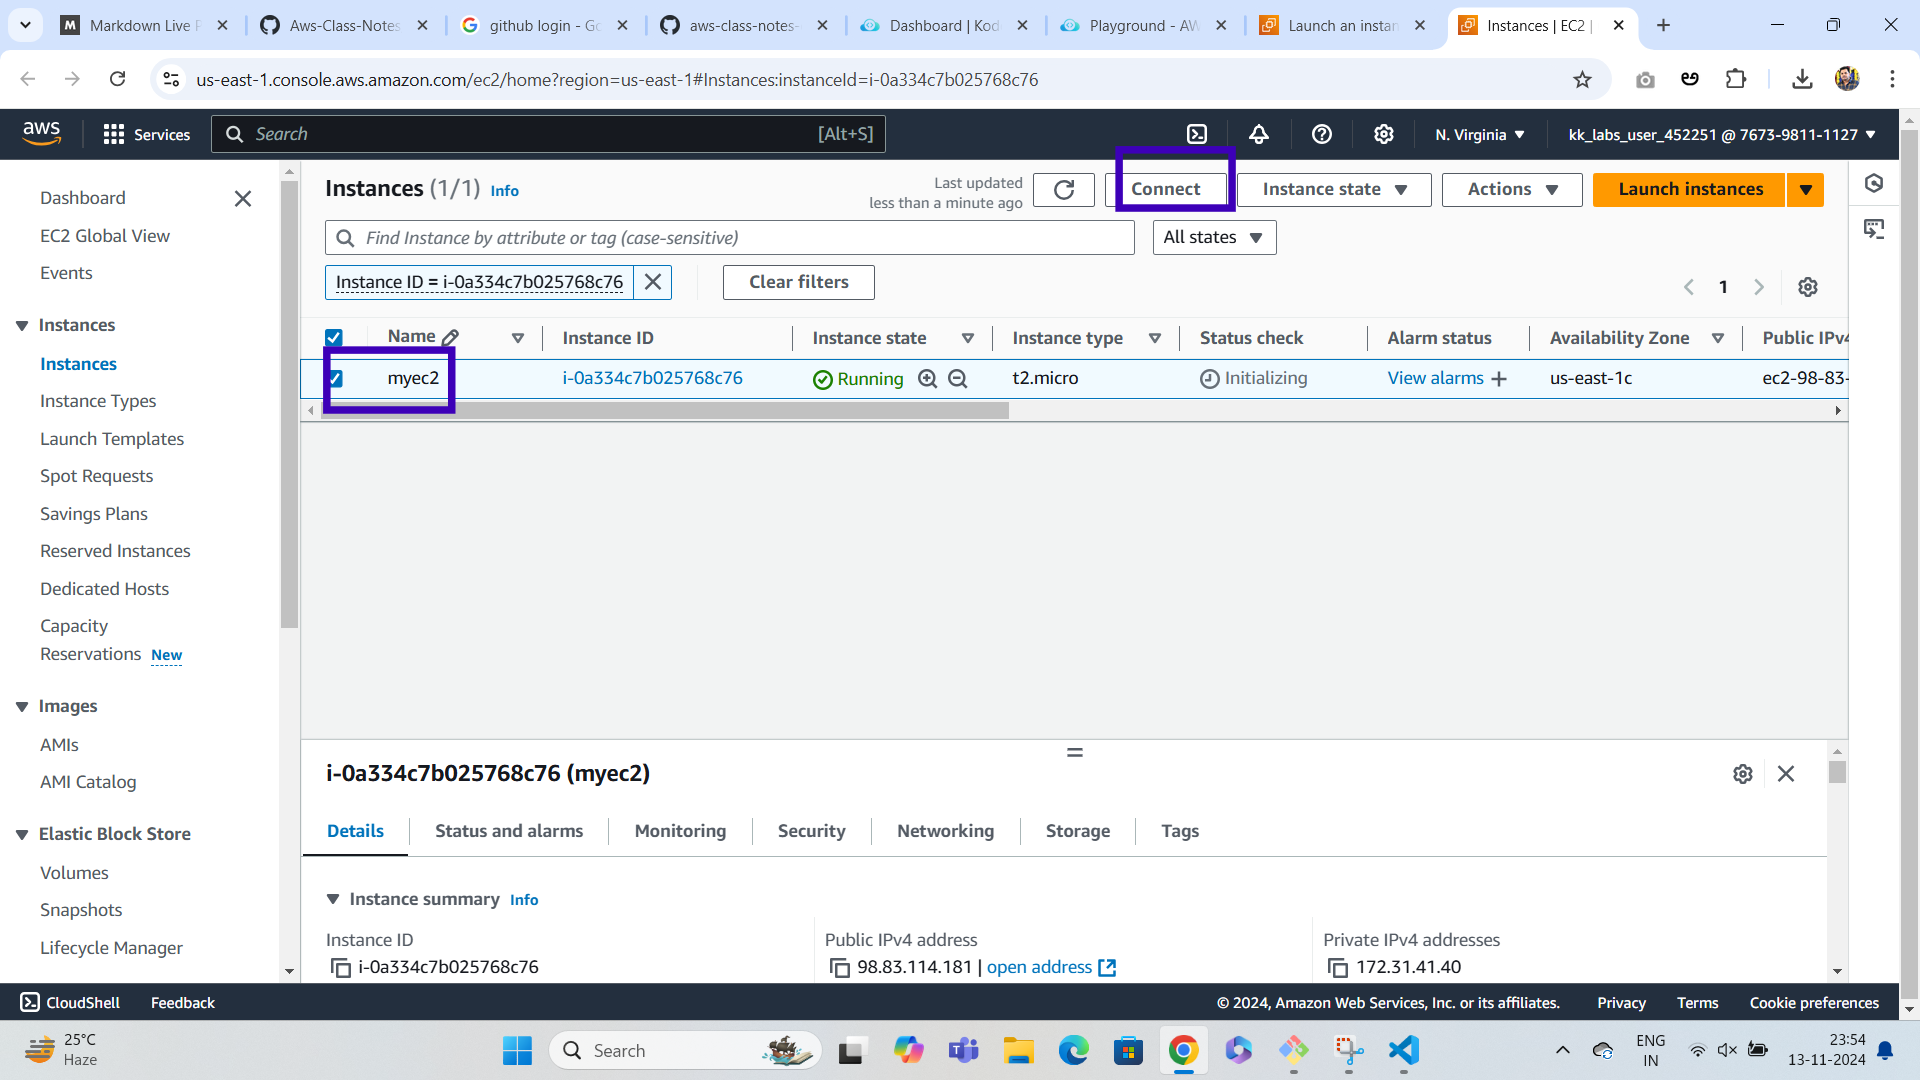 Markdown Live P
Aws-Class-Notes
github login - Go
aws-class-notes-
Dashboard | Kod
Playground - AW
Launch an instan
Instances | EC2 |
us-east-1.console.aws.amazon.com/ec2/home?region=us-east-1#Instances:instanceId=i-0a334c7b025768c76
aws
Services
Search
[Alt+S]
N. Virginia
kk_labs_user_452251 @ 7673-9811-1127
Dashboard
EC2 Global View
Events
Instances
Instances
Instance Types
Launch Templates
Spot Requests
Savings Plans
Reserved Instances
Dedicated Hosts
Capacity
Reservations New
Images
AMIs
AMI Catalog
Elastic Block Store
Volumes
Snapshots
Lifecycle Manager
Instances (1/1) Info
Last updated
less than a minute ago
Connect
Instance state
Actions
Launch instances
Find Instance by attribute or tag (case-sensitive)
All states
Instance ID = i-0a334c7b025768c76
Clear filters
1
Name
Instance ID
Instance state
Instance type
Status check
Alarm status
Availability Zone
Public IPv4
myec2
i-0a334c7b025768c76
Running
t2.micro
Initializing
View alarms
us-east-1c
ec2-98-83-
i-0a334c7b025768c76 (myec2)
Details
Status and alarms
Monitoring
Security
Networking
Storage
Tags
Instance summary Info
Instance ID
i-0a334c7b025768c76
Public IPv4 address
98.83.114.181 | open address
Private IPv4 addresses
172.31.41.40
CloudShell
Feedback
© 2024, Amazon Web Services, Inc. or its affiliates.
Privacy
Terms
Cookie preferences
25°C
Haze
Search
ENG
IN
23:54
13-11-2024